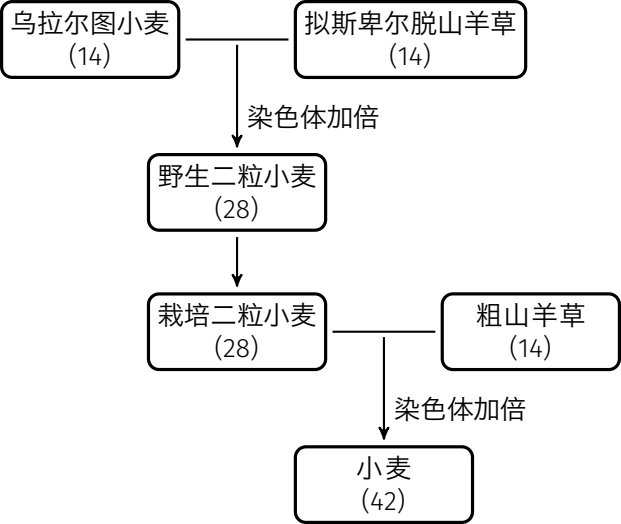 乌拉尔图小麦
(14)
拟斯卑尔脱山羊草
(14)
染色体加倍
野生二粒小麦
(28)
栽培二粒小麦
(28)
粗山羊草
(14)
染色体加倍
小麦
(42)